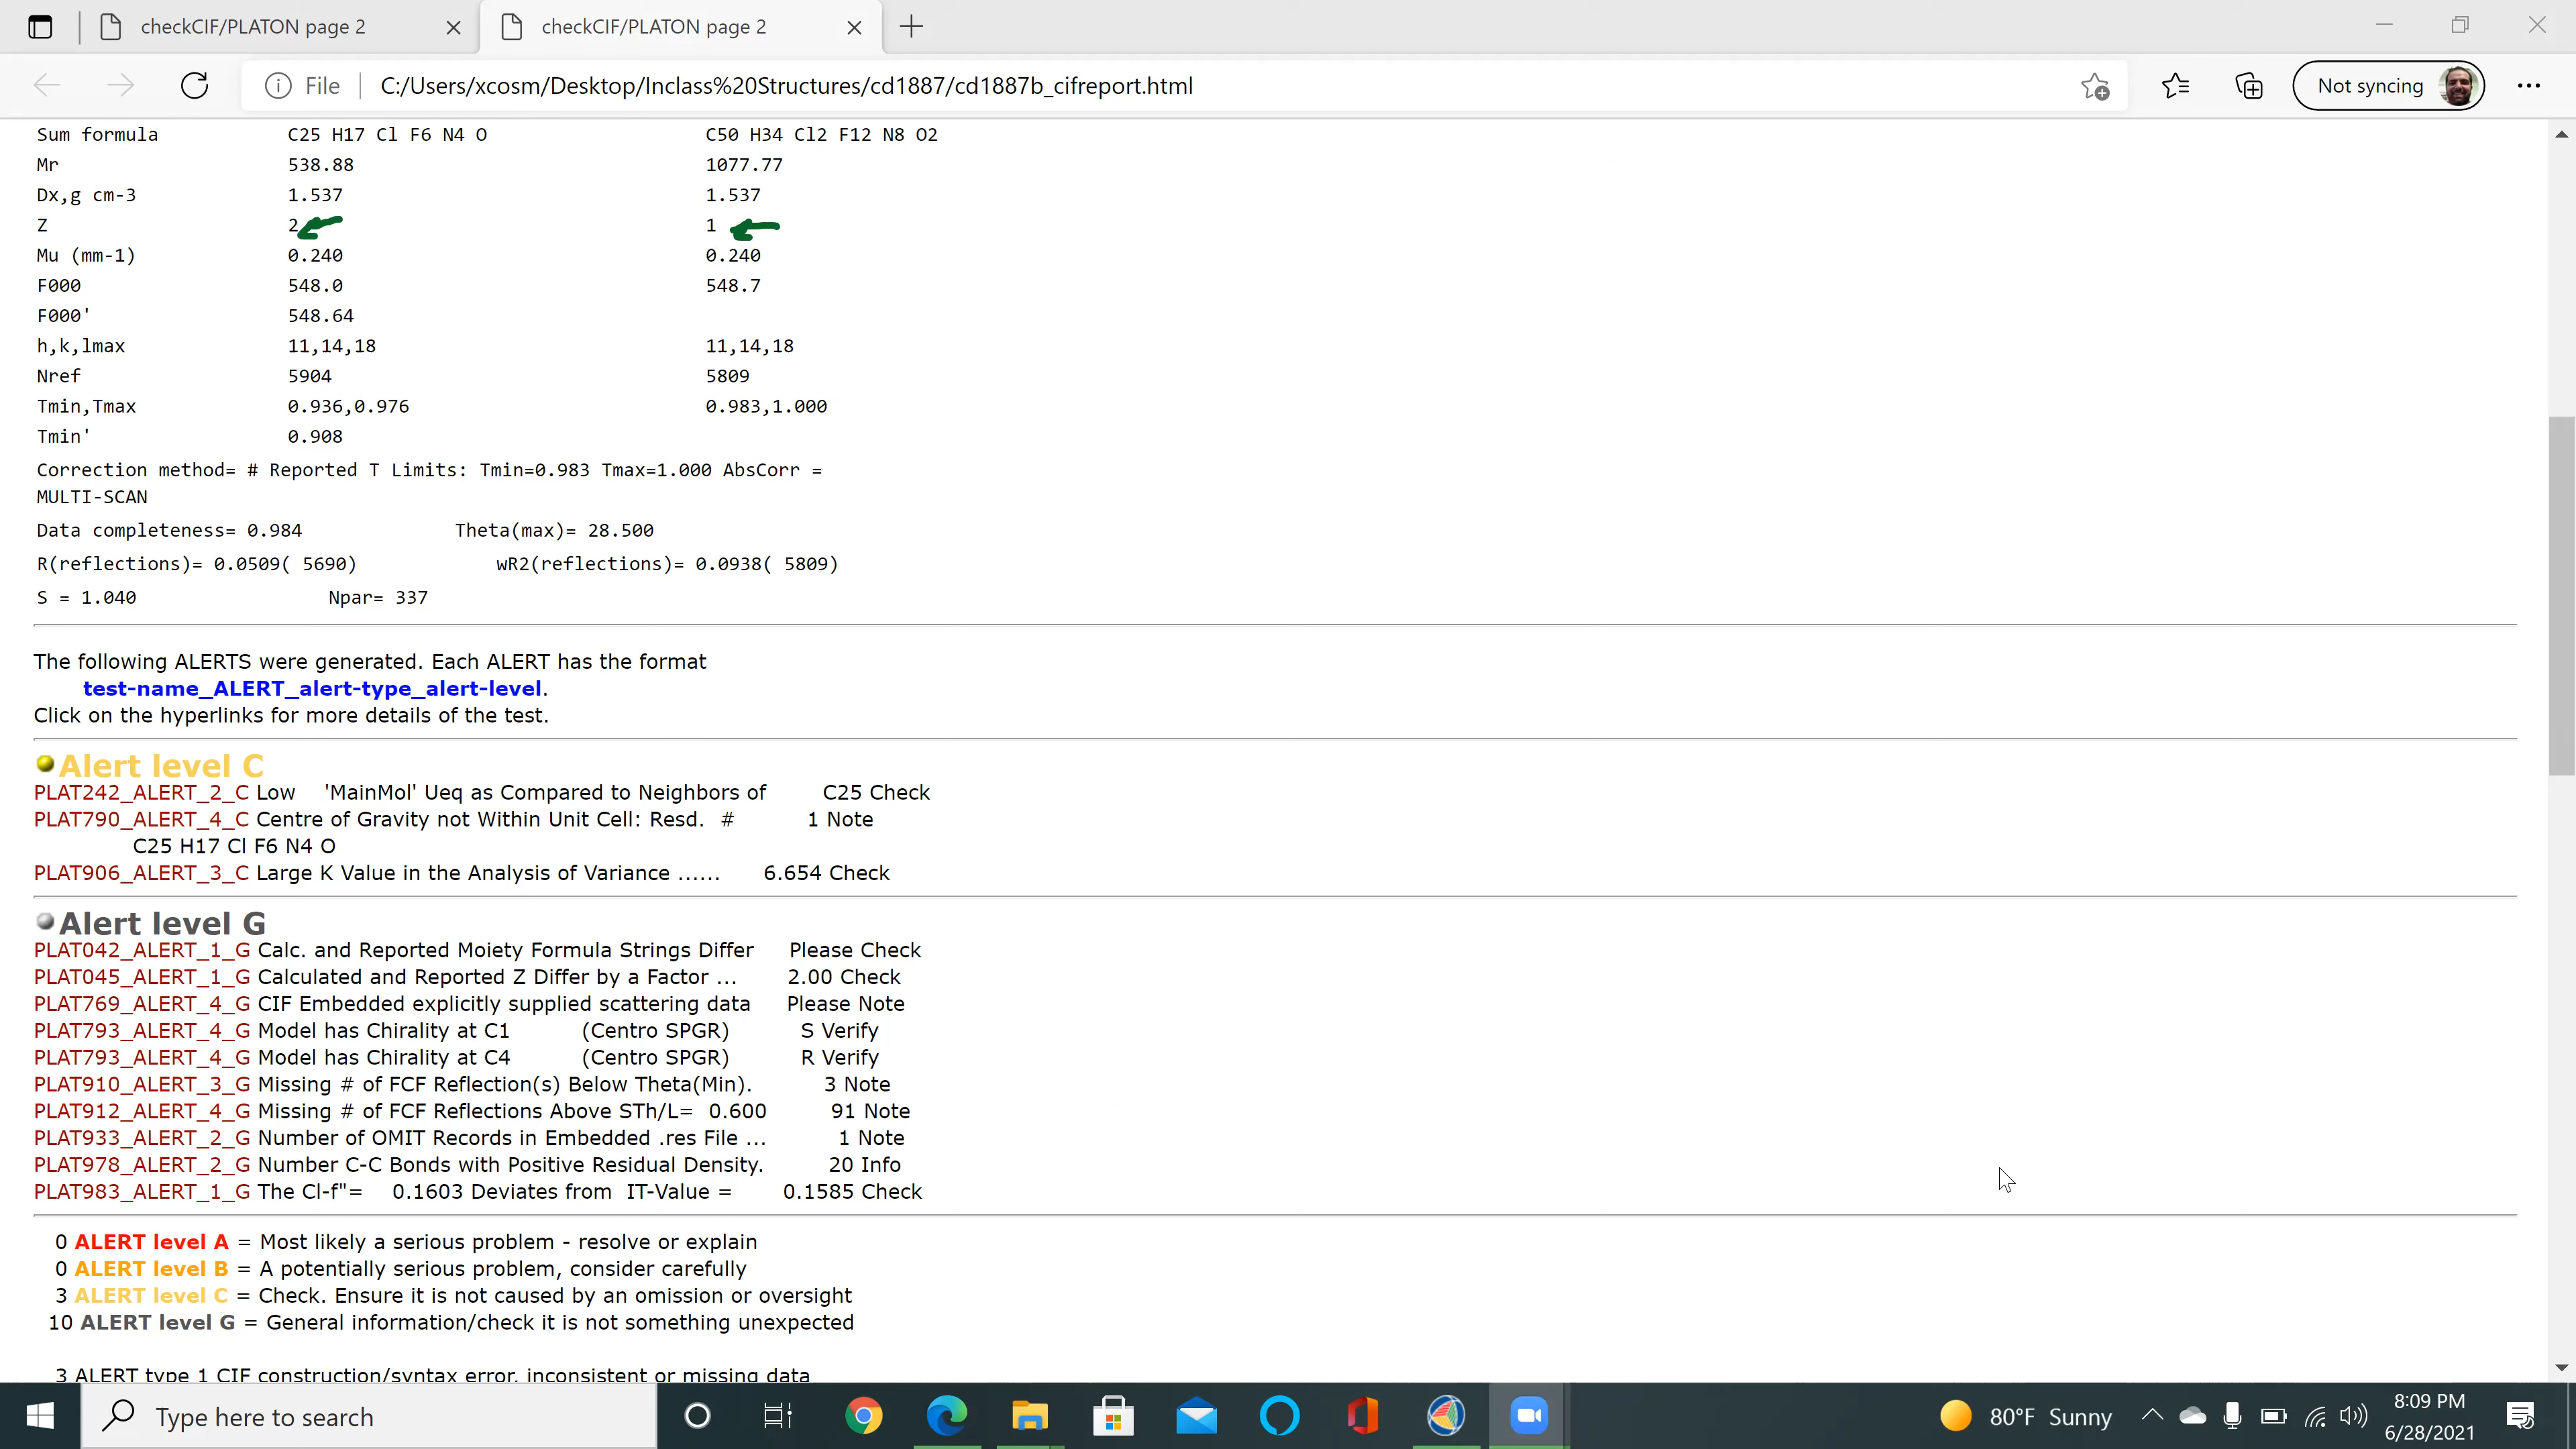 checkCIF/PLATON page 2
checkCIF/PLATON page 2
File
C:/Users/xcosm/Desktop/Inclass%20Structures/cd1887/cd1887b_cifreport.html
Not syncing
Sum formula C25 H17 Cl F6 N4 O C50 H34 Cl2 F12 N8 O2
Mr 538.88 1077.77
Dx,g cm-3 1.537 1.537
Z 2 1
Mu (mm-1) 0.240 0.240
F000 548.0 548.7
F000' 548.64
h,k,lmax 11,14,18 11,14,18
Nref 5904 5809
Tmin,Tmax 0.936,0.976 0.983,1.000
Tmin' 0.908
Correction method= # Reported T Limits: Tmin=0.983 Tmax=1.000 AbsCorr =
MULTI-SCAN
Data completeness= 0.984 Theta(max)= 28.500
R(reflections)= 0.0509( 5690) wR2(reflections)= 0.0938( 5809)
S = 1.040 Npar= 337
The following ALERTS were generated. Each ALERT has the format
test-name_ALERT_alert-type_alert-level.
Click on the hyperlinks for more details of the test.
Alert level C
PLAT242_ALERT_2_C Low 'MainMol' Ueq as Compared to Neighbors of C25 Check
PLAT790_ALERT_4_C Centre of Gravity not Within Unit Cell: Resd. # 1 Note
C25 H17 Cl F6 N4 O
PLAT906_ALERT_3_C Large K Value in the Analysis of Variance ...... 6.654 Check
Alert level G
PLAT042_ALERT_1_G Calc. and Reported Moiety Formula Strings Differ Please Check
PLAT045_ALERT_1_G Calculated and Reported Z Differ by a Factor ... 2.00 Check
PLAT769_ALERT_4_G CIF Embedded explicitly supplied scattering data Please Note
PLAT793_ALERT_4_G Model has Chirality at C1 (Centro SPGR) S Verify
PLAT793_ALERT_4_G Model has Chirality at C4 (Centro SPGR) R Verify
PLAT910_ALERT_3_G Missing # of FCF Reflection(s) Below Theta(Min). 3 Note
PLAT912_ALERT_4_G Missing # of FCF Reflections Above STh/L= 0.600 91 Note
PLAT933_ALERT_2_G Number of OMIT Records in Embedded .res File ... 1 Note
PLAT978_ALERT_2_G Number C-C Bonds with Positive Residual Density. 20 Info
PLAT983_ALERT_1_G The Cl-f"= 0.1603 Deviates from IT-Value = 0.1585 Check
0 ALERT level A = Most likely a serious problem - resolve or explain
0 ALERT level B = A potentially serious problem, consider carefully
3 ALERT level C = Check. Ensure it is not caused by an omission or oversight
10 ALERT level G = General information/check it is not something unexpected
3 ALERT type 1 CIF construction/syntax error, inconsistent or missing data
Type here to search
80°F Sunny
8:09 PM
6/28/2021